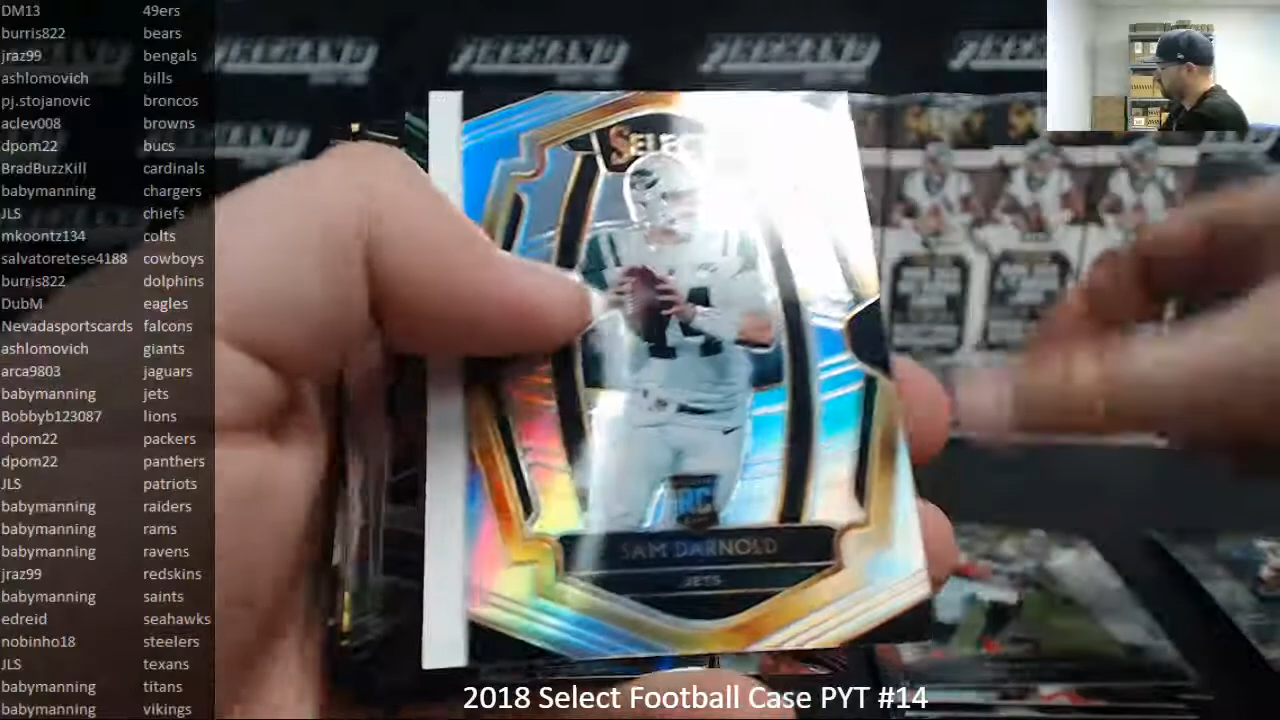 DM13 49ers
burris822 bears
jraz99 bengals
ashlomovich bills
pj.stojanovic broncos
aclev008 browns
dpom22 bucs
BradBuzzKill cardinals
babymanning chargers
JLS chiefs
mkoontz134 colts
salvatoretese4188 cowboys
burris822 dolphins
DubM eagles
Nevadasportscards falcons
ashlomovich giants
arca9803 jaguars
babymanning jets
Bobbyb123087 lions
dpom22 packers
dpom22 panthers
JLS patriots
babymanning raiders
babymanning rams
babymanning ravens
jraz99 redskins
babymanning saints
edreid seahawks
nobinho18 steelers
JLS texans
babymanning titans
babymanning vikings
SELECT
14
RC
SAM DARNOLD
JETS
2018 Select Football Case PYT #14